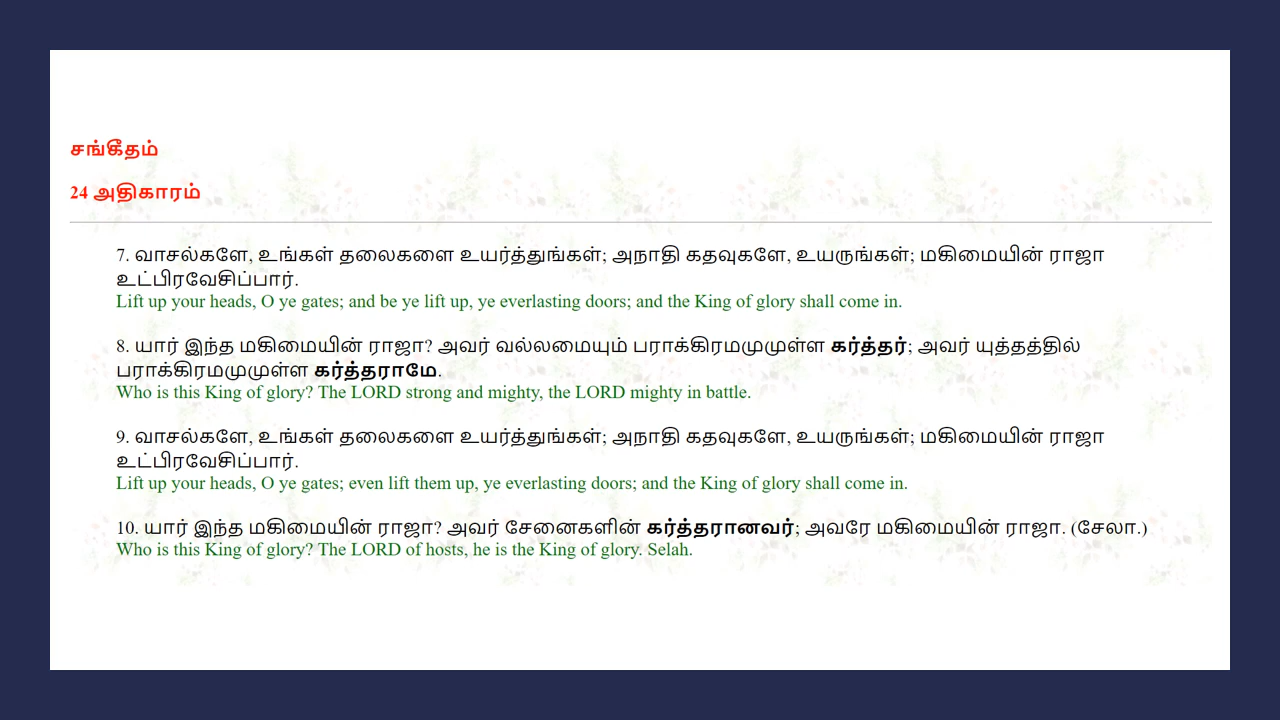 சங்கீதம்
24 அதிகாரம்
7. வாசல்களே, உங்கள் தலைகளை உயர்த்துங்கள்; அநாதி கதவுகளே, உயருங்கள்; மகிமையின் ராஜா
உட்பிரவேசிப்பார்.
Lift up your heads, O ye gates; and be ye lift up, ye everlasting doors; and the King of glory shall come in.
8. யார் இந்த மகிமையின் ராஜா? அவர் வல்லமையும் பராக்கிரமமுமுள்ள கர்த்தர்; அவர் யுத்தத்தில்
பராக்கிரமமுமுள்ள கர்த்தராமே.
Who is this King of glory? The LORD strong and mighty, the LORD mighty in battle.
9. வாசல்களே, உங்கள் தலைகளை உயர்த்துங்கள்; அநாதி கதவுகளே, உயருங்கள்; மகிமையின் ராஜா
உட்பிரவேசிப்பார்.
Lift up your heads, O ye gates; even lift them up, ye everlasting doors; and the King of glory shall come in.
10. யார் இந்த மகிமையின் ராஜா? அவர் சேனைகளின் கர்த்தரானவர்; அவரே மகிமையின் ராஜா. (சேலா.)
Who is this King of glory? The LORD of hosts, he is the King of glory. Selah.